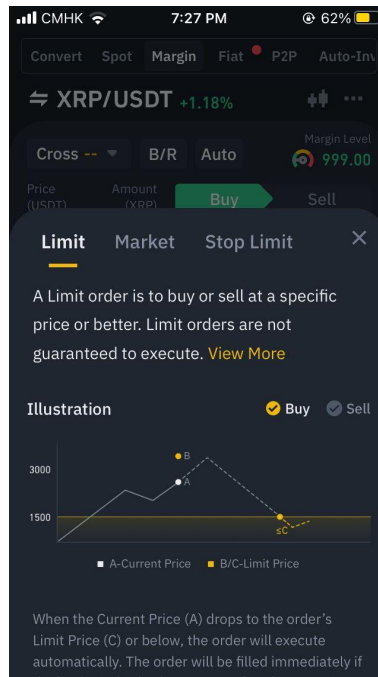 CMHK 7:27 PM 62%
Convert Spot Margin Fiat P2P Auto-Inv
XRP/USDT +1.18%
Cross -- B/R Auto
Margin Level
999.00
Price
(USDT)
Amount
(XRP)
Buy Sell
Limit Market Stop Limit
A Limit order is to buy or sell at a specific
price or better. Limit orders are not
guaranteed to execute. View More
Illustration Buy Sell
3000
1500
B
A
≤C
A-Current Price B/C-Limit Price
When the Current Price (A) drops to the order's
Limit Price (C) or below, the order will execute
automatically. The order will be filled immediately if